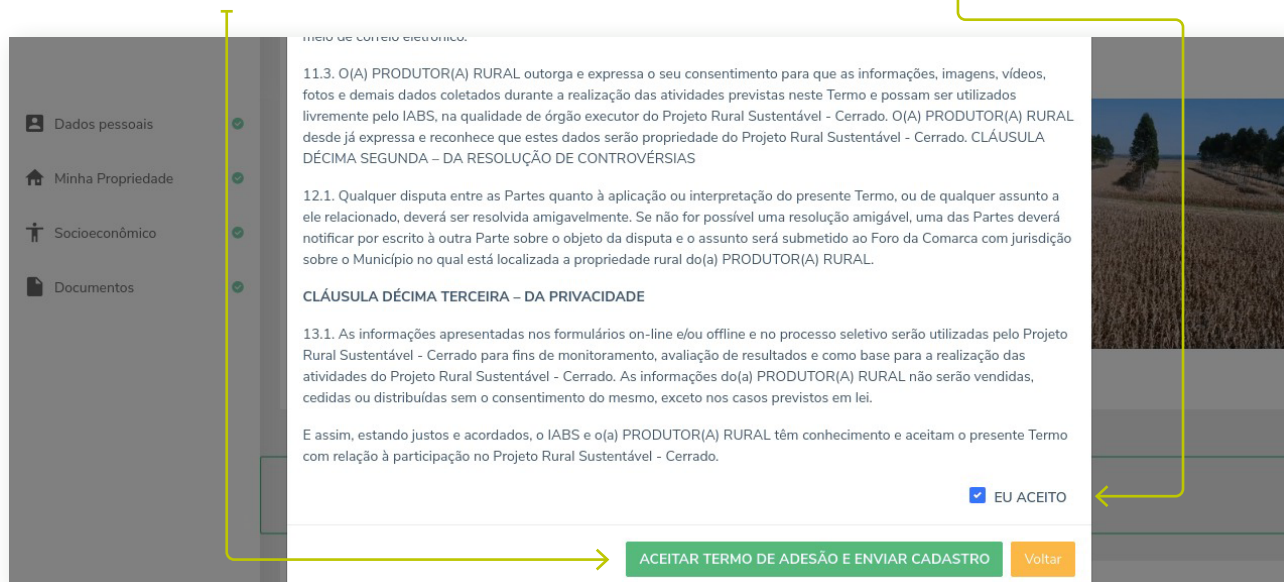 meio de correio eletrônico.
11.3. O(A) PRODUTOR(A) RURAL outorga e expressa o seu consentimento para que as informações, imagens, vídeos,
fotos e demais dados coletados durante a realização das atividades previstas neste Termo e possam ser utilizados
livremente pelo IABS, na qualidade de órgão executor do Projeto Rural Sustentável - Cerrado. O(A) PRODUTOR(A) RURAL
desde já expressa e reconhece que estes dados serão propriedade do Projeto Rural Sustentável - Cerrado. CLÁUSULA
DÉCIMA SEGUNDA – DA RESOLUÇÃO DE CONTROVÉRSIAS
12.1. Qualquer disputa entre as Partes quanto à aplicação ou interpretação do presente Termo, ou de qualquer assunto a
ele relacionado, deverá ser resolvida amigavelmente. Se não for possível uma resolução amigável, uma das Partes deverá
notificar por escrito à outra Parte sobre o objeto da disputa e o assunto será submetido ao Foro da Comarca com jurisdição
sobre o Município no qual está localizada a propriedade rural do(a) PRODUTOR(A) RURAL.
CLÁUSULA DÉCIMA TERCEIRA – DA PRIVACIDADE
13.1. As informações apresentadas nos formulários on-line e/ou offline e no processo seletivo serão utilizadas pelo Projeto
Rural Sustentável - Cerrado para fins de monitoramento, avaliação de resultados e como base para a realização das
atividades do Projeto Rural Sustentável - Cerrado. As informações do(a) PRODUTOR(A) RURAL não serão vendidas,
cedidas ou distribuídas sem o consentimento do mesmo, exceto nos casos previstos em lei.
E assim, estando justos e acordados, o IABS e o(a) PRODUTOR(A) RURAL têm conhecimento e aceitam o presente Termo
com relação à participação no Projeto Rural Sustentável - Cerrado.
EU ACEITO
ACEITAR TERMO DE ADESÃO E ENVIAR CADASTRO
Voltar
Dados pessoais
Minha Propriedade
Socioeconômico
Documentos